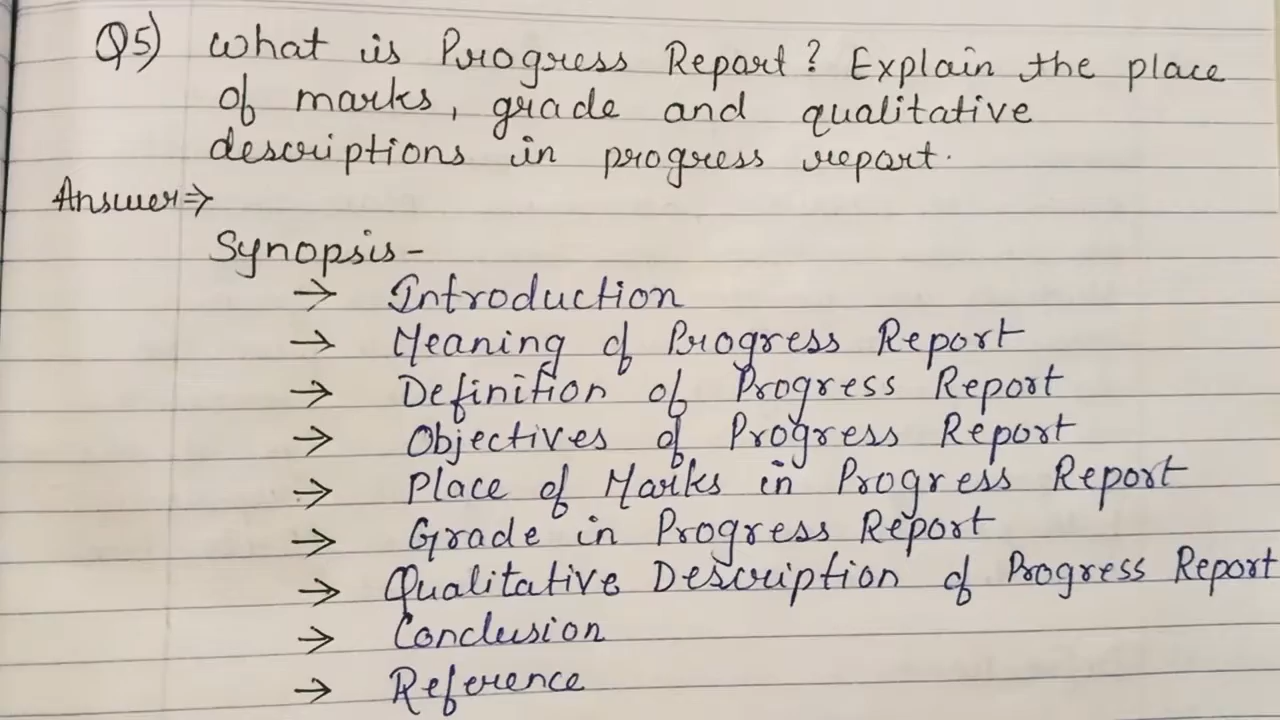 Q5) What is Progress Report? Explain the place
of marks, grade and qualitative
descriptions in progress report.
Answer⇒
Synopsis-
→ Introduction
→ Meaning of Progress Report
→ Definition of Progress Report
→ Objectives of Progress Report
→ Place of Marks in Progress Report
→ Grade in Progress Report
→ Qualitative Description of Progress Report
→ Conclusion
→ Reference